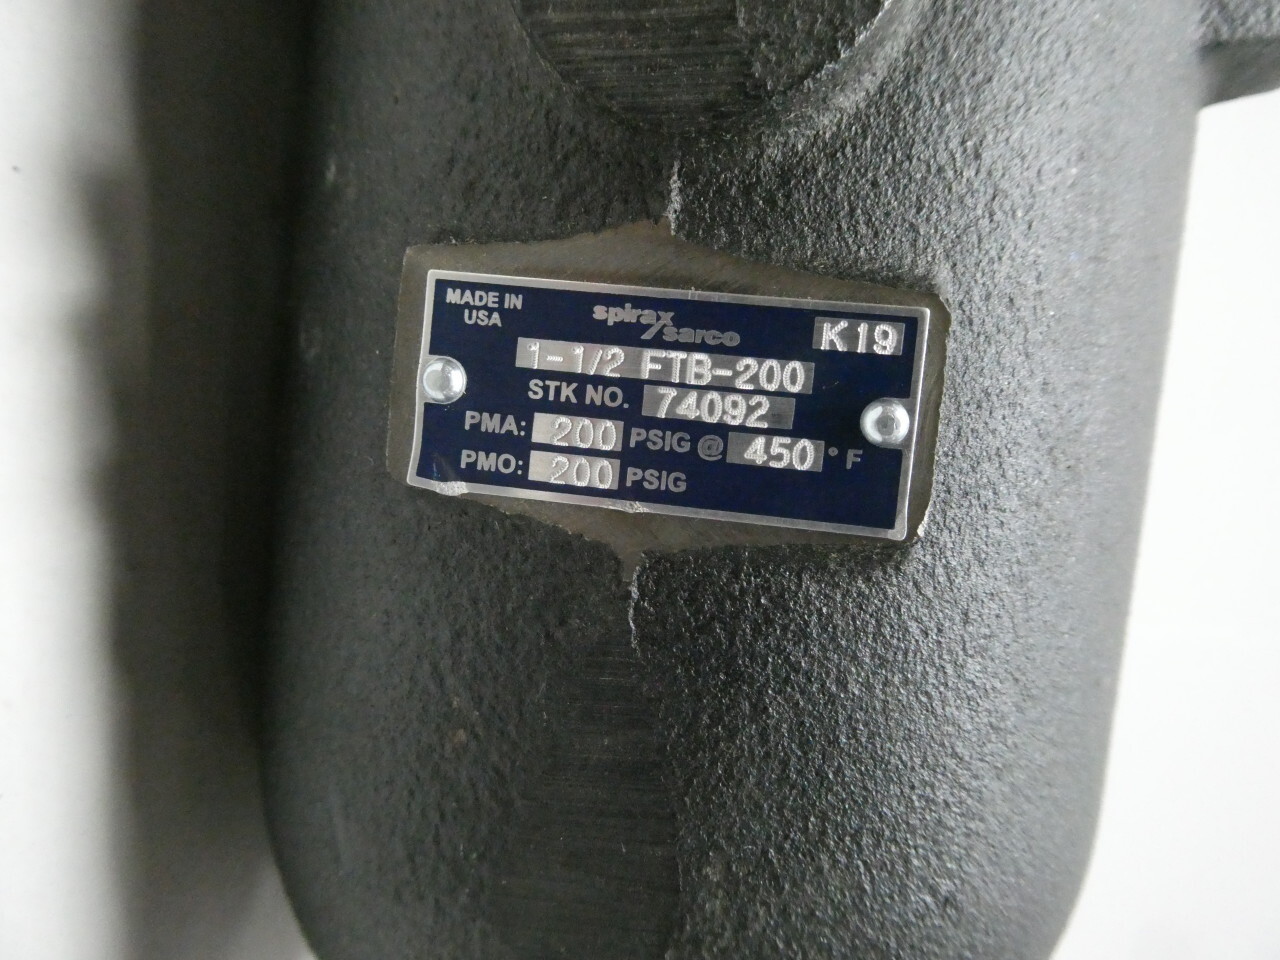 MADE IN
USA
spirax
/sarco
K19
1-1/2 FTB-200
STK NO. 74092
PMA: 200 PSIG @ 450 °F
PMO: 200 PSIG